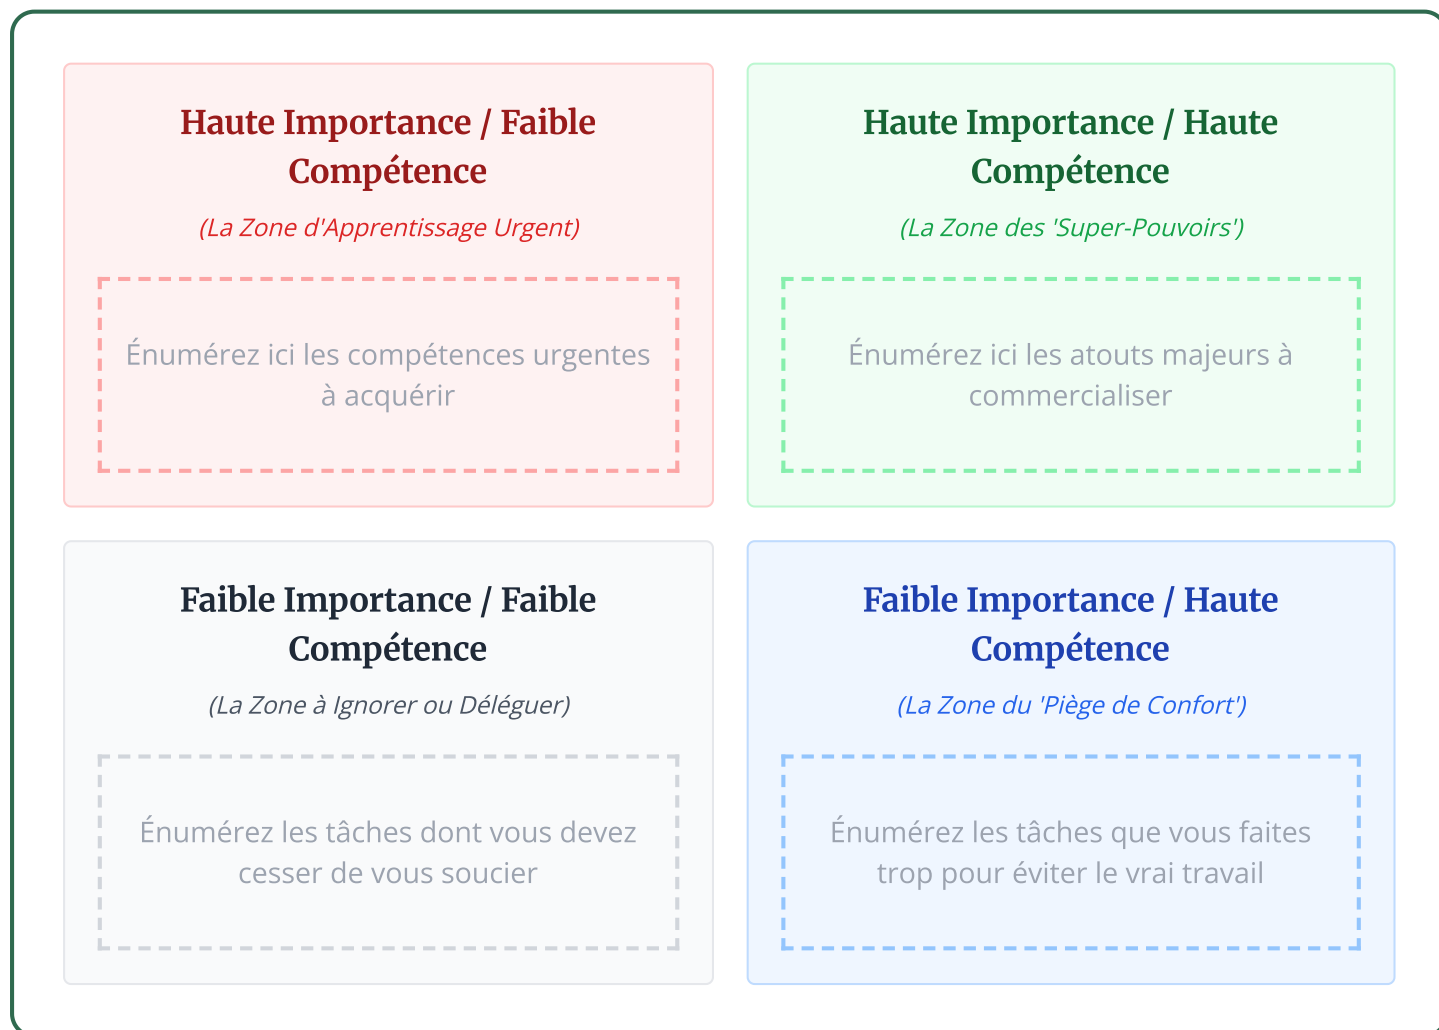 Haute Importance / Faible
Compétence
(La Zone d'Apprentissage Urgent)
Énumérez ici les compétences urgentes
à acquérir
Haute Importance / Haute
Compétence
(La Zone des 'Super-Pouvoirs')
Énumérez ici les atouts majeurs à
commercialiser
Faible Importance / Faible
Compétence
(La Zone à Ignorer ou Déléguer)
Énumérez les tâches dont vous devez
cesser de vous soucier
Faible Importance / Haute
Compétence
(La Zone du 'Piège de Confort')
Énumérez les tâches que vous faites
trop pour éviter le vrai travail